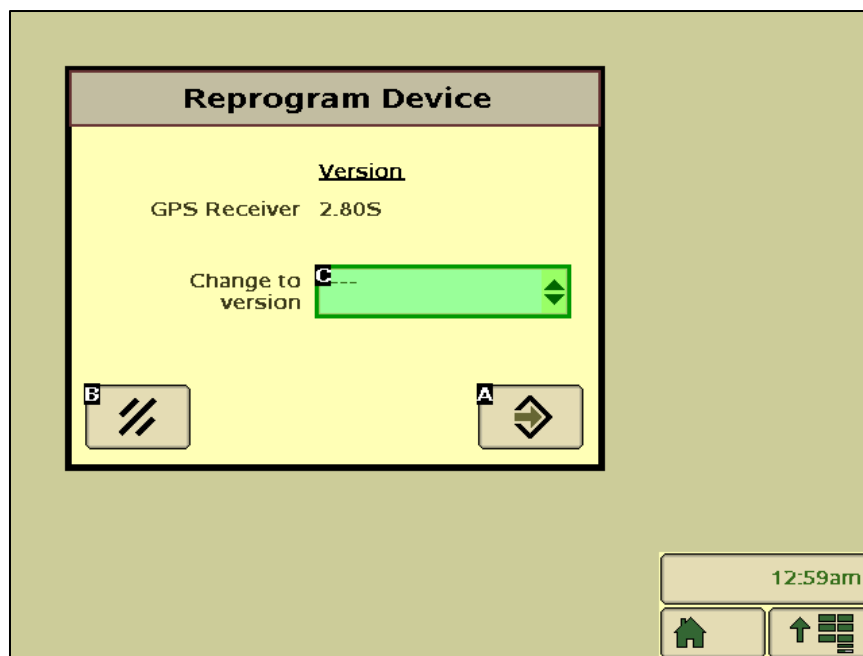 Reprogram Device
Version
GPS Receiver 2.80S
Change to C ---
version
B A
12:59am